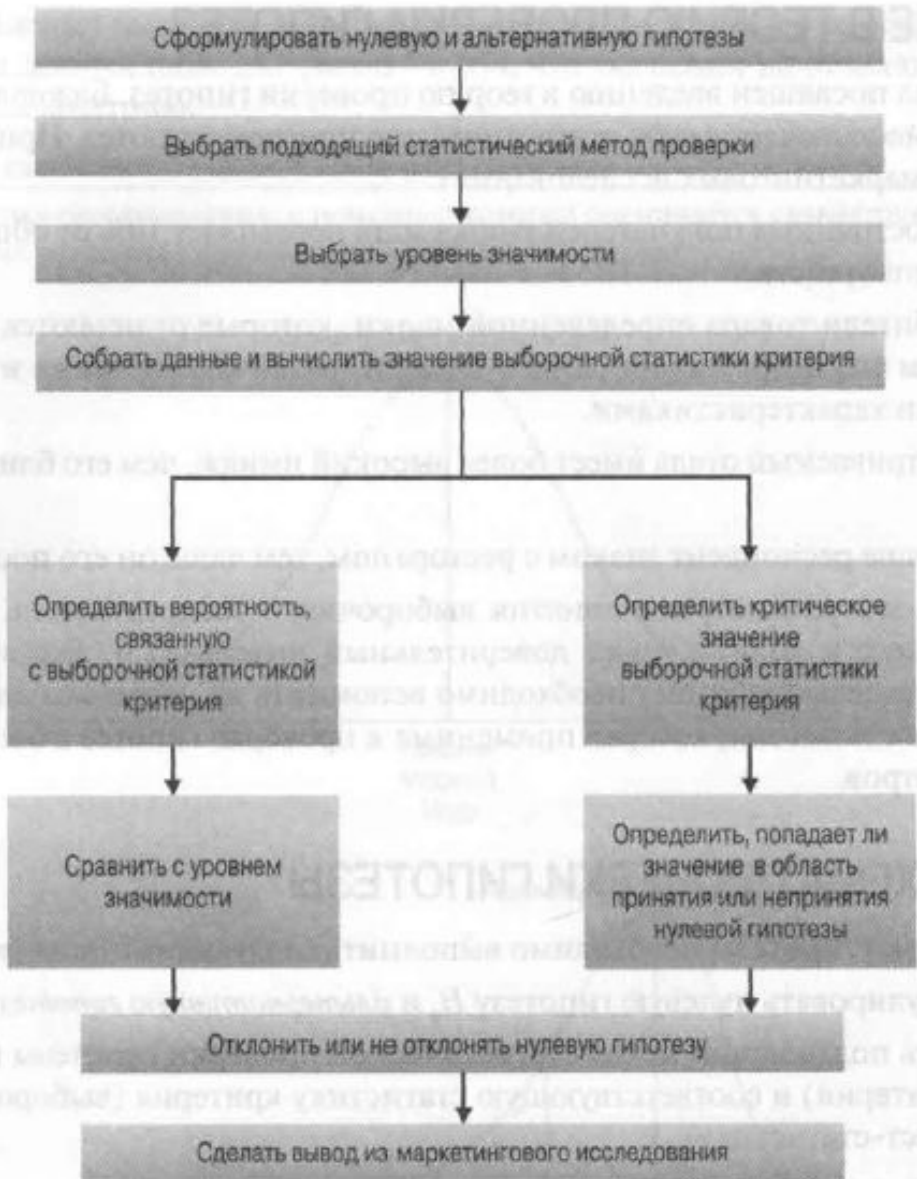 Сформулировать нулевую и альтернативную гипотезы
Выбрать подходящий статистический метод проверки
Выбрать уровень значимости
Собрать данные и вычислить значение выборочной статистики критерия
Определить вероятность,
связанную
с выборочной статистикой
критерия
Определить критическое
значение
выборочной статистики
критерия
Сравнить с уровнем
значимости
Определить, попадает ли
значение в область
принятия или непринятия
нулевой гипотезы
Отклонить или не отклонять нулевую гипотезу
Сделать вывод из маркетингового исследования